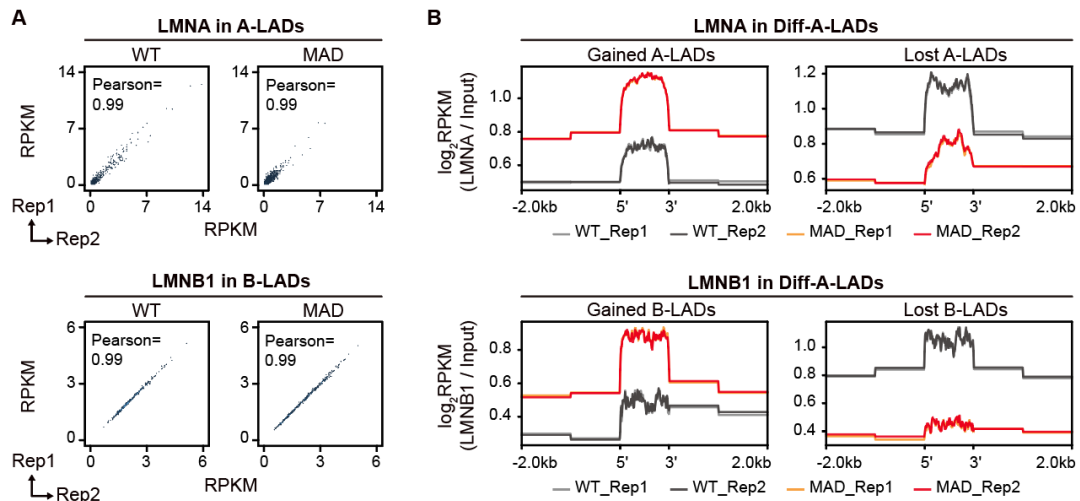 A
LMNA in A-LADs
WT
MAD
14
7
0
RPKM
Pearson=
0.99
14
7
0
Pearson=
0.99
0 7 14
0 7 14
RPKM
Rep1
Rep2
LMNB1 in B-LADs
WT
MAD
6
3
0
RPKM
Pearson=
0.99
6
3
0
Pearson=
0.99
0 3 6
0 3 6
RPKM
Rep1
Rep2
B
LMNA in Diff-A-LADs
Gained A-LADs
Lost A-LADs
log2RPKM
(LMNA / Input)
1.0
0.8
0.6
1.2
1.0
0.8
0.6
-2.0kb 5' 3' 2.0kb
-2.0kb 5' 3' 2.0kb
WT_Rep1 WT_Rep2 MAD_Rep1 MAD_Rep2
LMNB1 in Diff-A-LADs
Gained B-LADs
Lost B-LADs
log2RPKM
(LMNB1 / Input)
0.8
0.6
0.4
1.0
0.8
0.6
0.4
-2.0kb 5' 3' 2.0kb
-2.0kb 5' 3' 2.0kb
WT_Rep1 WT_Rep2 MAD_Rep1 MAD_Rep2